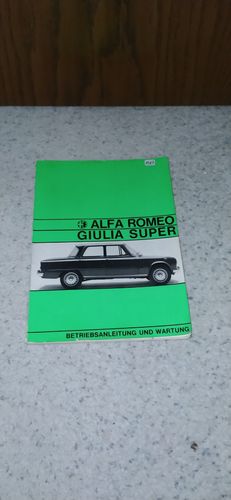 ALFA ROMEO
GIULIA SUPER
BETRIEBSANLEITUNG UND WARTUNG